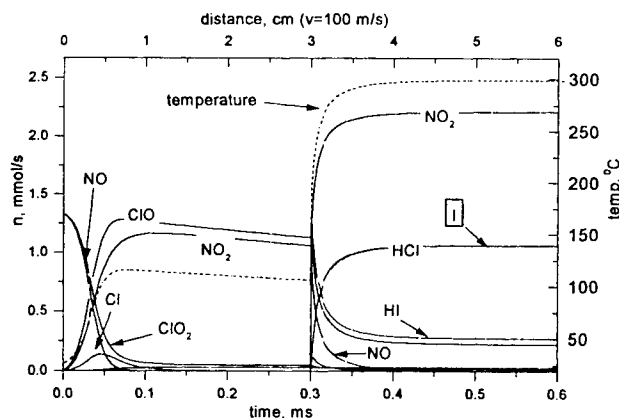 distance, cm (v=100 m/s)
0 1 2 3 4 5 6
n, mmol/s
2.5
2.0
1.5
1.0
0.5
0.0
temp, °C
300
250
200
150
100
50
temperature
NO
ClO
NO2
Cl
ClO2
NO2
I
HCl
HI
NO
0.0 0.1 0.2 0.3 0.4 0.5 0.6
time, ms